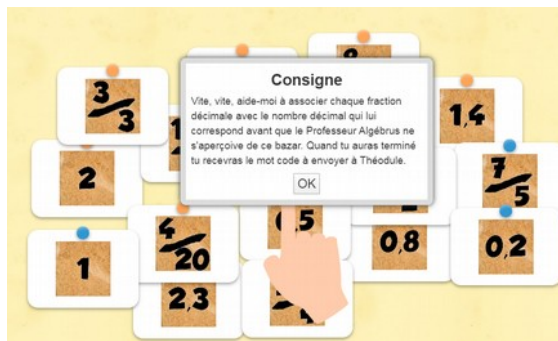 Consigne
Vite, vite, aide-moi à associer chaque fraction
décimale avec le nombre décimal qui lui
correspond avant que le Professeur Algébrus ne
s'aperçoive de ce bazar. Quand tu auras terminé
tu recevras le mot code à envoyer à Théodule.
OK
3/3
1,4
2
7/5
4/20
0,8
0,2
1
2,3